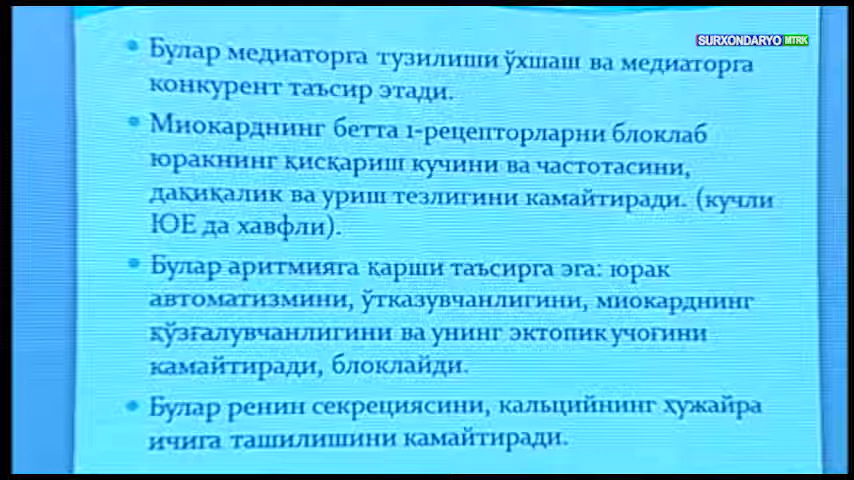 SURXONDARYO MTRK
• Булар медиаторга тузилиши ўхшаш ва медиаторга
конкурент таъсир этади.
• Миокарднинг бетта 1-рецепторларни блоклаб
юракнинг қисқариш кучини ва частотасини,
дақиқалик ва уриш тезлигини камайтиради. (кучли
ЮЕ да хавфли).
• Булар аритмияга қарши таъсирга эга: юрак
автоматизмини, ўтказувчанлигини, миокарднинг
қўзғалувчанлигини ва унинг эктопик учоғини
камайтиради, блоклайди.
• Булар ренин секрециясини, кальцийнинг ҳужайра
ичига ташилишини камайтиради.